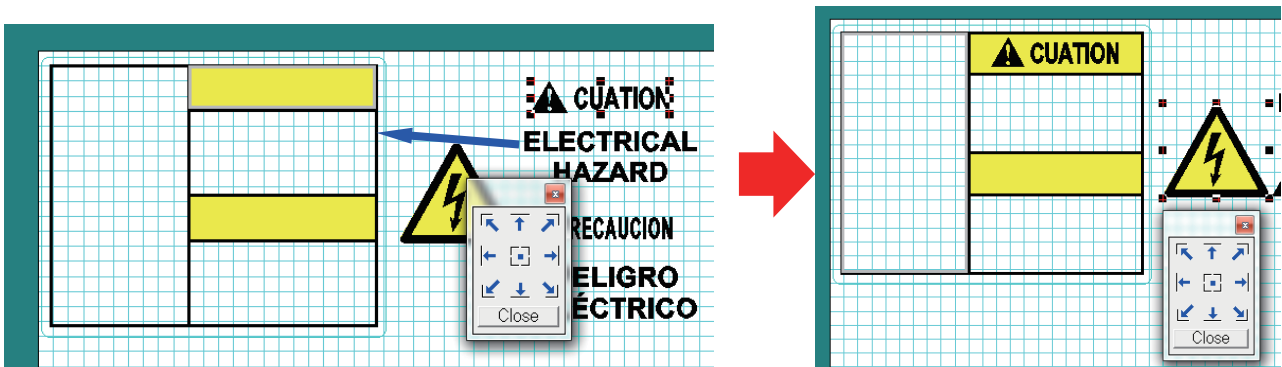 CUATION
ELECTRICAL
HAZARD
RECAUCION
ELIGRO
ÉCTRICO
x
Close
CUATION
x
Close